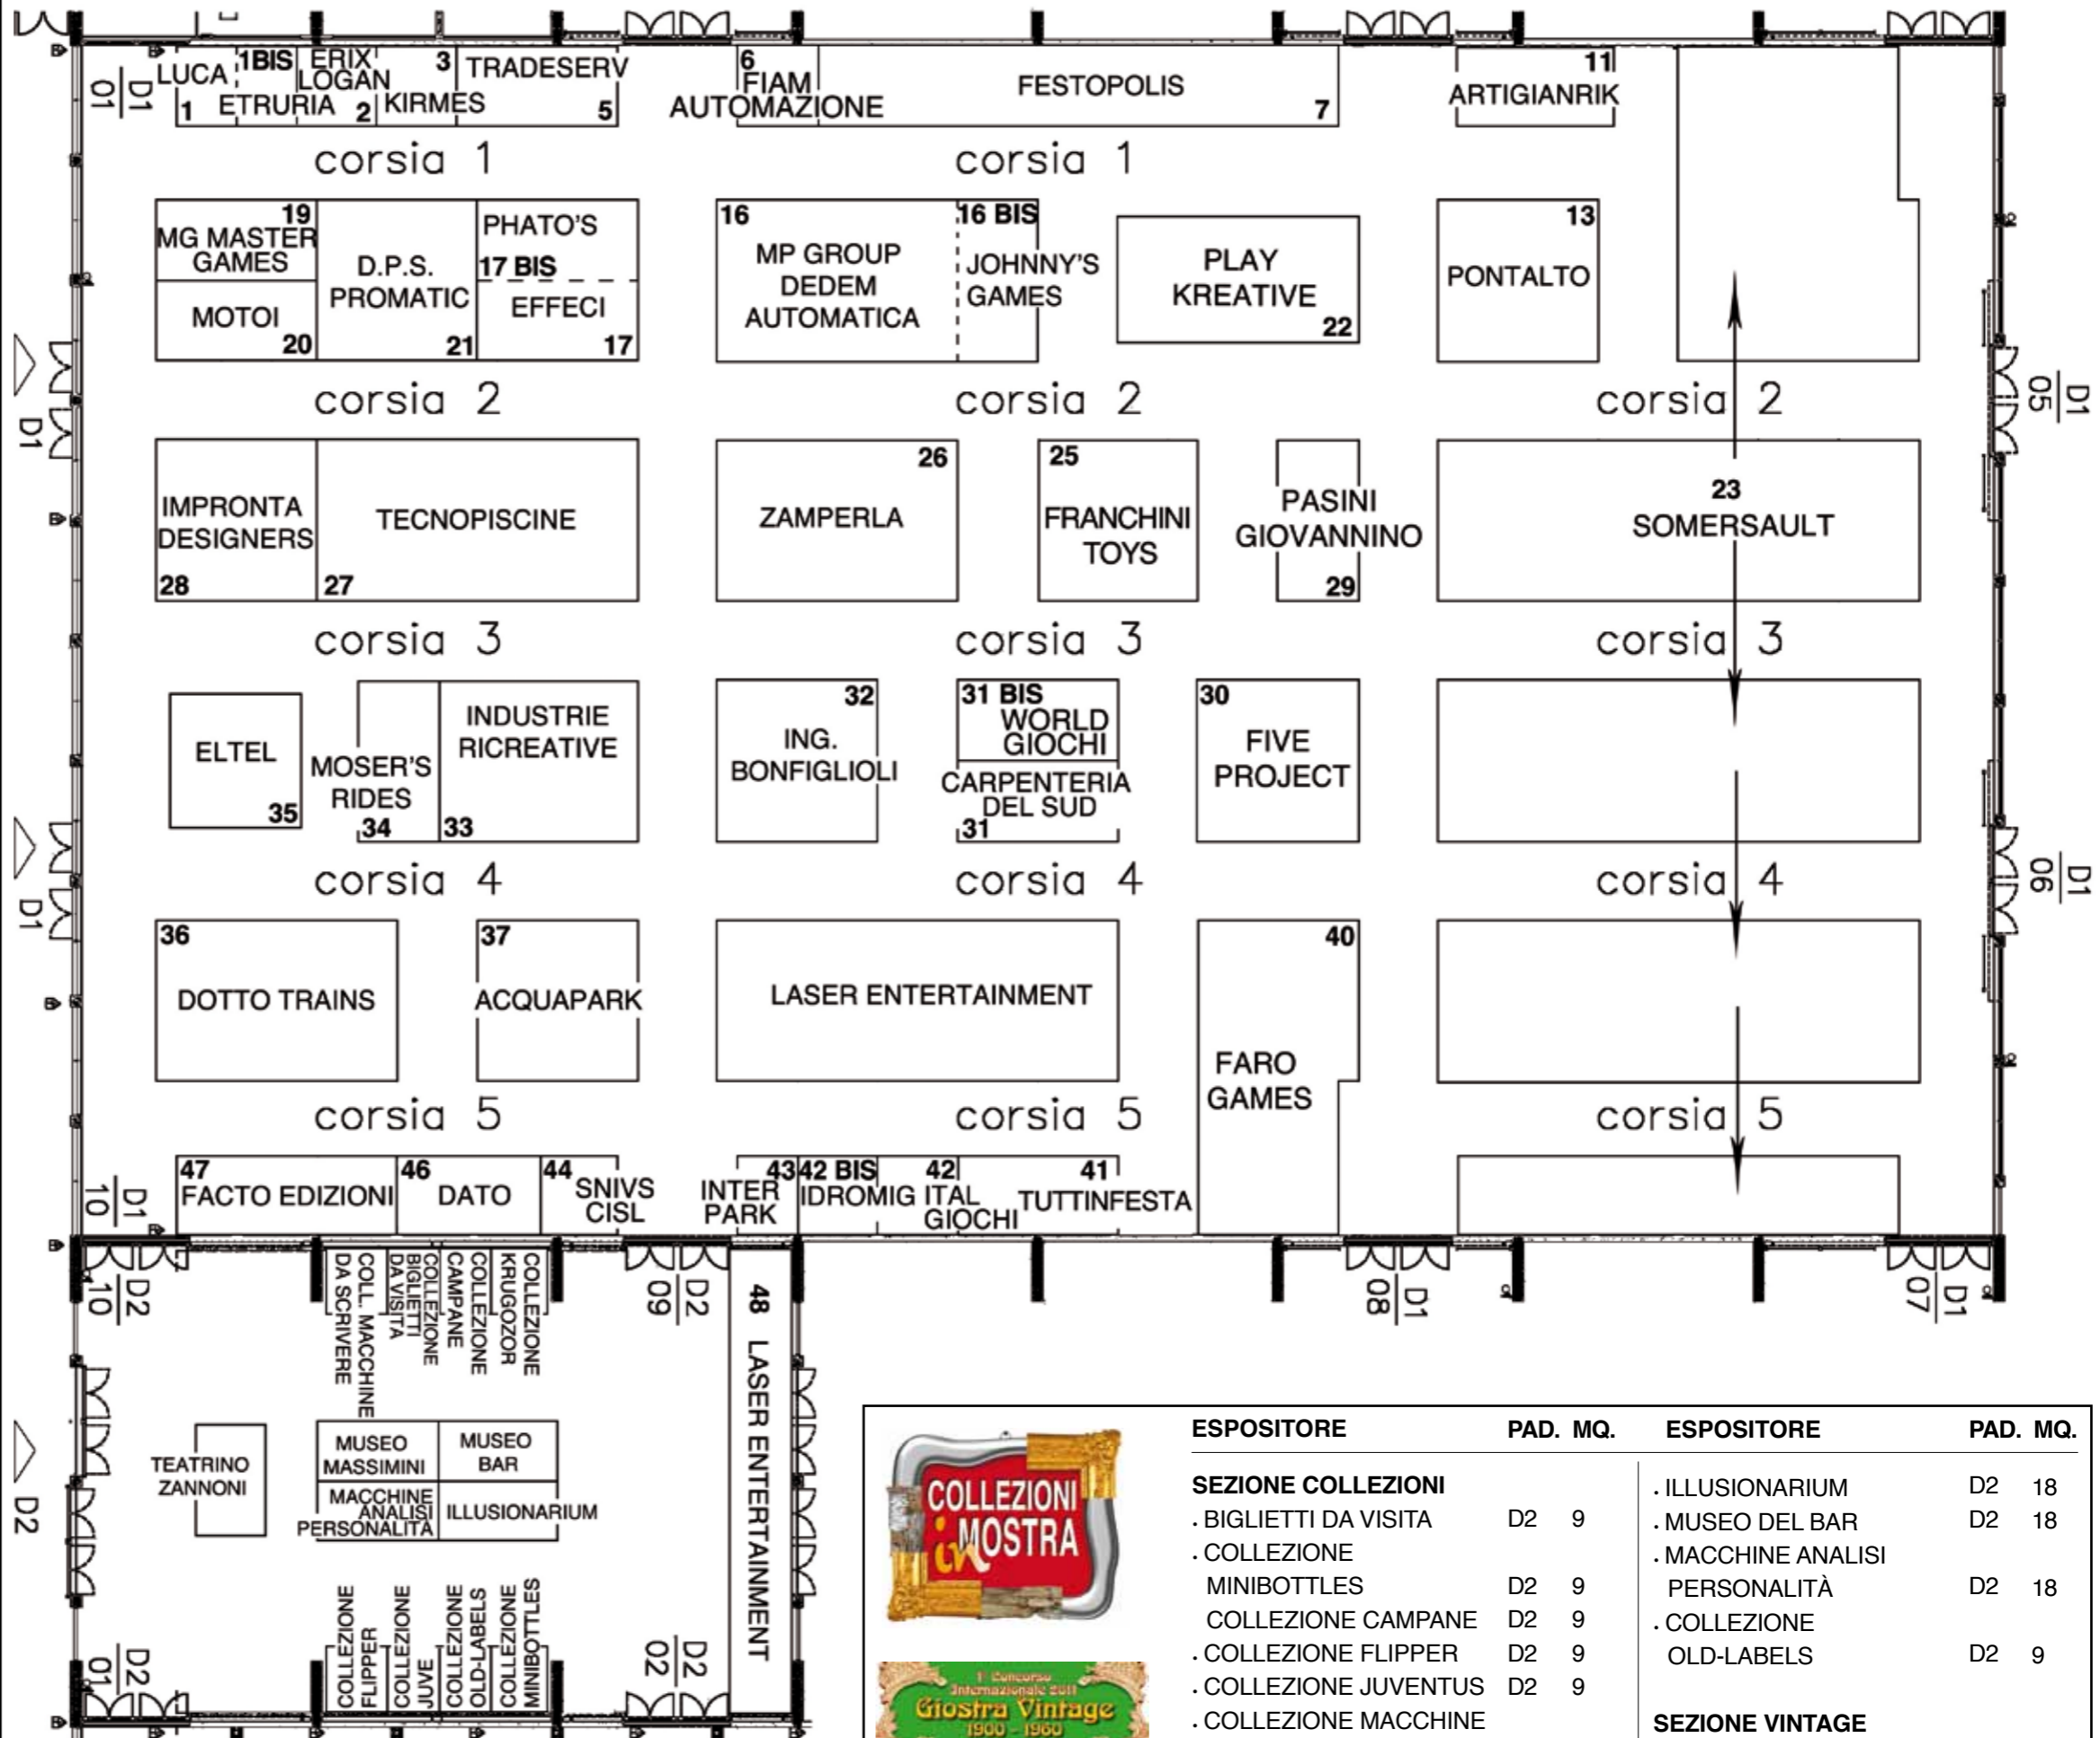 D1
01
LUCA
1
1BIS
ETRURIA
ERIX
LOGAN
2
3
KIRMES
TRADESERV
5
6
FIAM
AUTOMAZIONE
FESTOPOLIS
7
11
ARTIGIANRIK
corsia 1
corsia 1
19
MG MASTER
GAMES
MOTOI
20
D.P.S.
PROMATIC
21
PHATO'S
17 BIS
EFFECI
17
16
MP GROUP
DEDEM
AUTOMATICA
16 BIS
JOHNNY'S
GAMES
PLAY
KREATIVE
22
13
PONTALTO
D1
corsia 2
corsia 2
corsia 2
D1
05
IMPRONTA
DESIGNERS
28
TECNOPISCINE
27
26
ZAMPERLA
25
FRANCHINI
TOYS
PASINI
GIOVANNINO
29
23
SOMERSAULT
corsia 3
corsia 3
corsia 3
ELTEL
35
MOSER'S
RIDES
34
INDUSTRIE
RICREATIVE
33
32
ING.
BONFIGLIOLI
31 BIS
WORLD
GIOCHI
CARPENTERIA
DEL SUD
31
30
FIVE
PROJECT
D1
corsia 4
corsia 4
corsia 4
D1
06
36
DOTTO TRAINS
37
ACQUAPARK
LASER ENTERTAINMENT
40
FARO
GAMES
corsia 5
corsia 5
corsia 5
D1
10
47
FACTO EDIZIONI
46
DATO
44
SNIVS
CISL
43
INTER
PARK
42 BIS
IDROMIG
42
ITAL
GIOCHI
41
TUTTINFESTA
D2
10
COLL. MACCHINE
DA SCRIVERE
COLLEZIONE
BIGLIETTI
DA VISITA
COLLEZIONE
CAMPANE
COLLEZIONE
KRUGOZOR
D2
09
48 LASER ENTERTAINMENT
D1
08
D1
07
D2
TEATRINO
ZANNONI
MUSEO
MASSIMINI
MUSEO
BAR
MACCHINE
ANALISI
PERSONALITÀ
ILLUSIONARIUM
D2
01
COLLEZIONE
FLIPPER
COLLEZIONE
JUVE
COLLEZIONE
OLD-LABELS
COLLEZIONE
MINIBOTTLES
D2
02
COLLEZIONI
in MOSTRA
1° Concorso
Internazionale 2011
Giostra Vintage
1900 - 1960
ESPOSITORE PAD. MQ.
SEZIONE COLLEZIONI
. BIGLIETTI DA VISITA D2 9
. COLLEZIONE
MINIBOTTLES D2 9
COLLEZIONE CAMPANE D2 9
. COLLEZIONE FLIPPER D2 9
. COLLEZIONE JUVENTUS D2 9
. COLLEZIONE MACCHINE
ESPOSITORE PAD. MQ.
. ILLUSIONARIUM D2 18
. MUSEO DEL BAR D2 18
. MACCHINE ANALISI
PERSONALITÀ D2 18
. COLLEZIONE
OLD-LABELS D2 9
SEZIONE VINTAGE